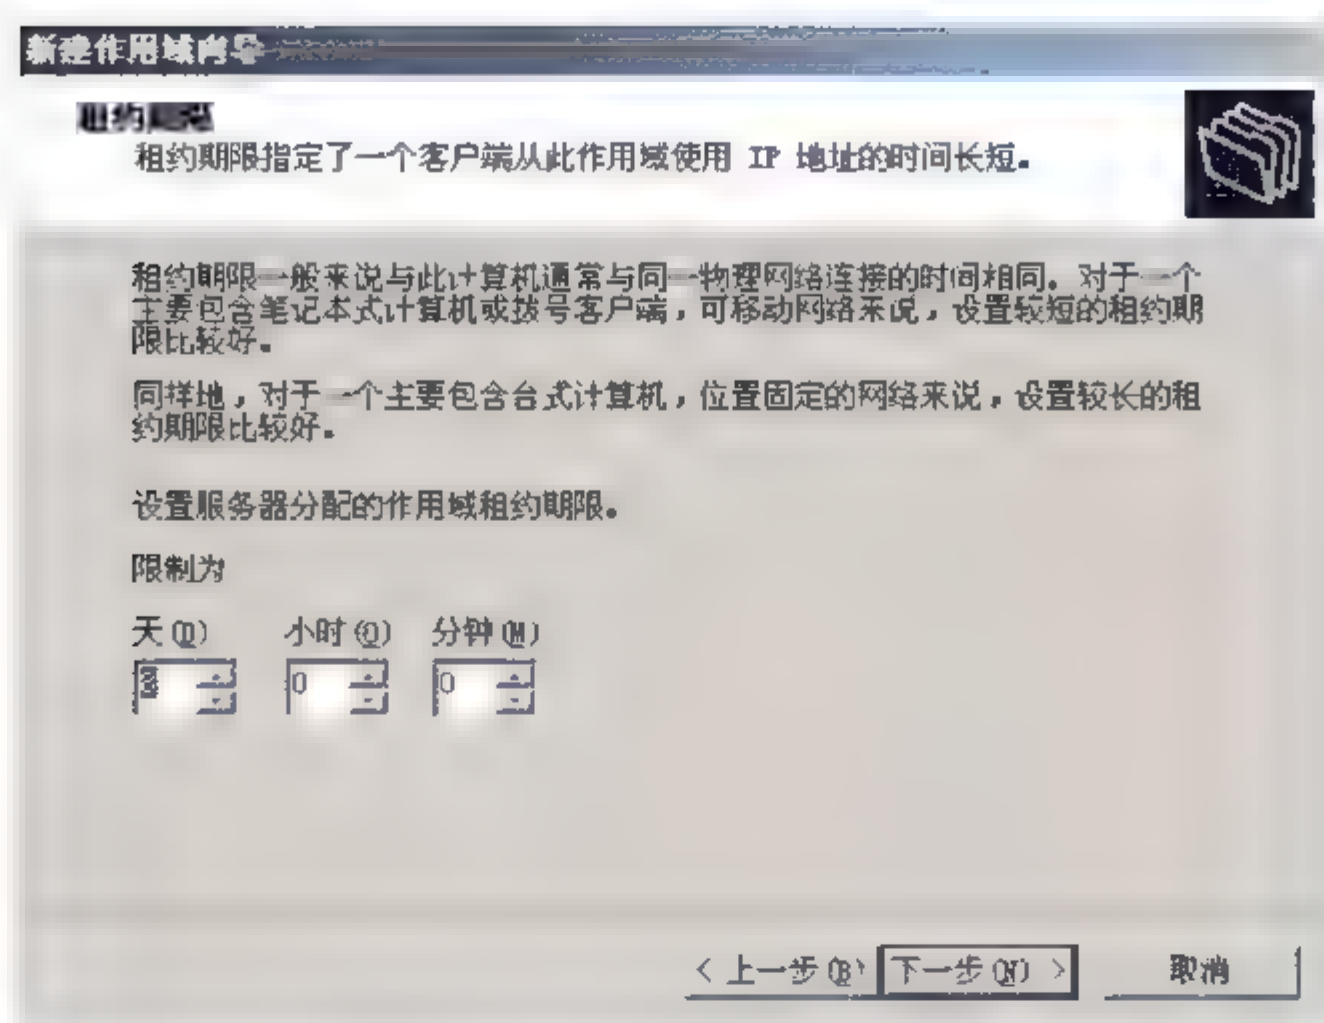 新建作用域向导
租约期限
租约期限指定了一个客户端从此作用域使用 IP 地址的时间长短。
租约期限一般来说与此计算机通常与同一物理网络连接的时间相同。对于一个
主要包含笔记本式计算机或拨号客户端，可移动网络来说，设置较短的租约期
限比较好。
同样地，对于一个主要包含台式计算机，位置固定的网络来说，设置较长的租
约期限比较好。
设置服务器分配的作用域租约期限。
限制为
天(D) 小时(O) 分钟(M)
0 0
< 上一步(B) 下一步(N) > 取消